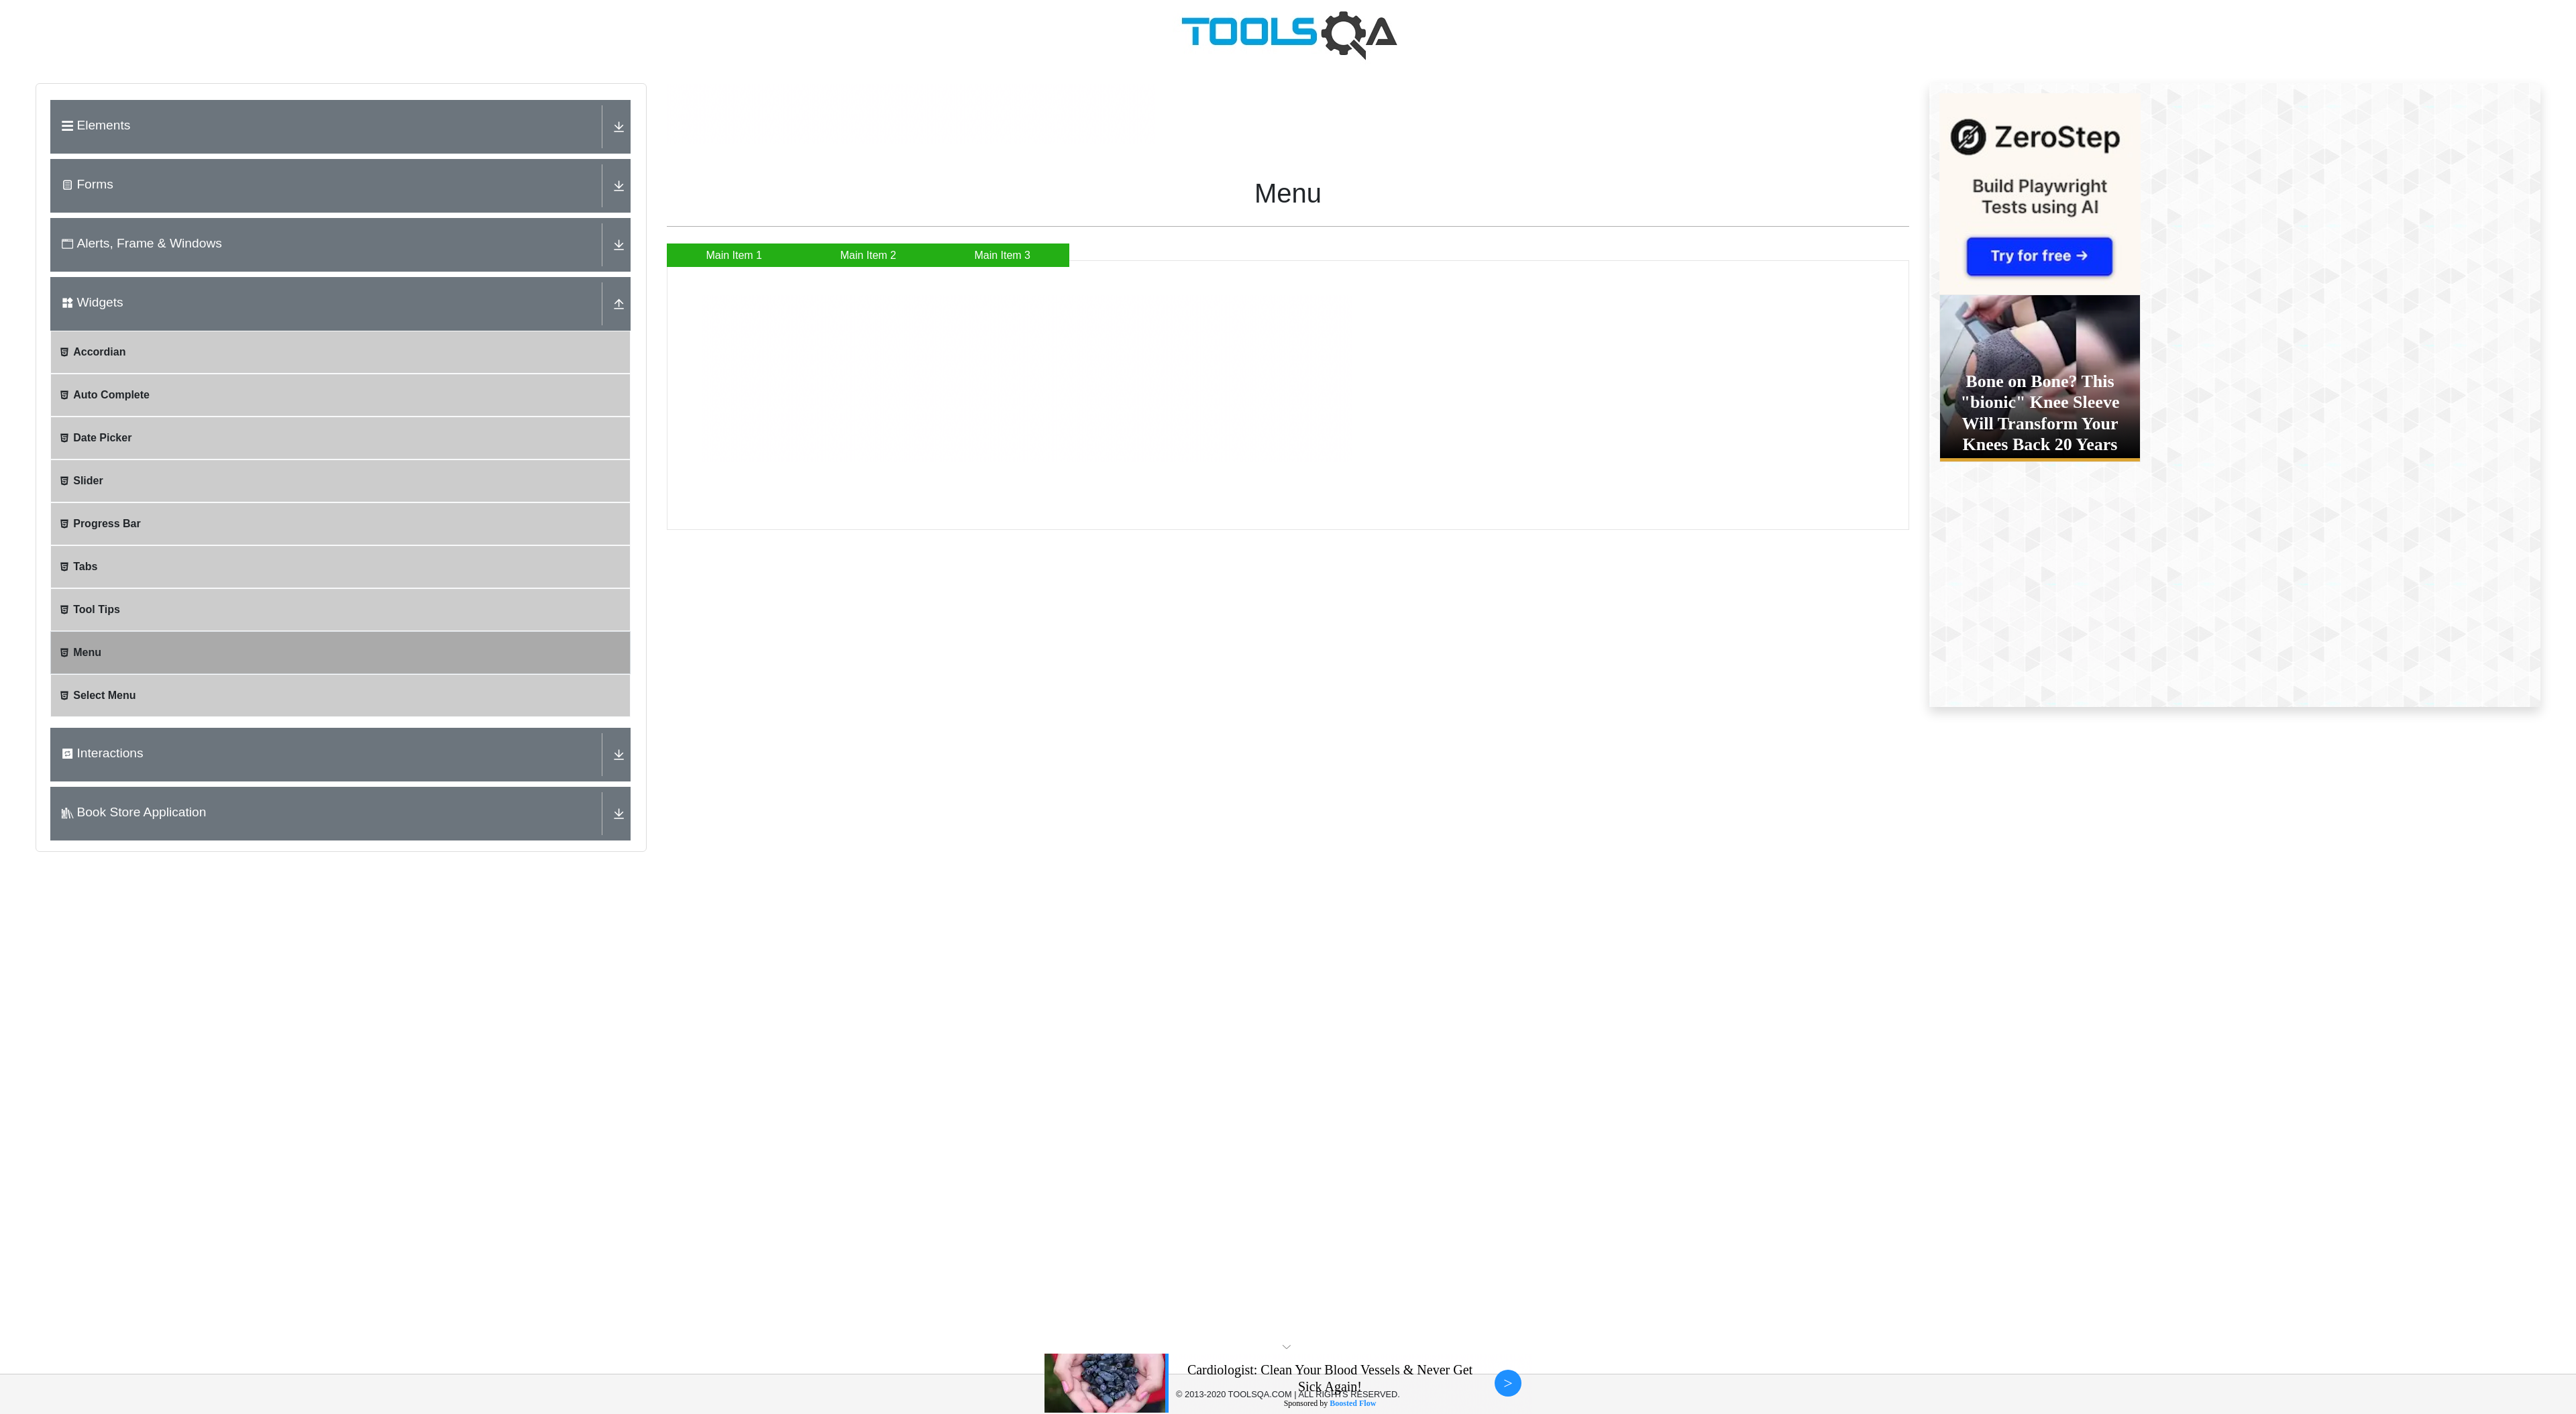 TOOLSQA
Elements
Forms
Alerts, Frame & Windows
Widgets
Accordian
Auto Complete
Date Picker
Slider
Progress Bar
Tabs
Tool Tips
Menu
Select Menu
Interactions
Book Store Application
Menu
Main Item 1
Main Item 2
Main Item 3
ZeroStep
Build Playwright
Tests using AI
Try for free →
Bone on Bone? This
"bionic" Knee Sleeve
Will Transform Your
Knees Back 20 Years
Cardiologist: Clean Your Blood Vessels & Never Get
Sick Again!
© 2013-2020 TOOLSQA.COM | ALL RIGHTS RESERVED.
Sponsored by Boosted Flow
>